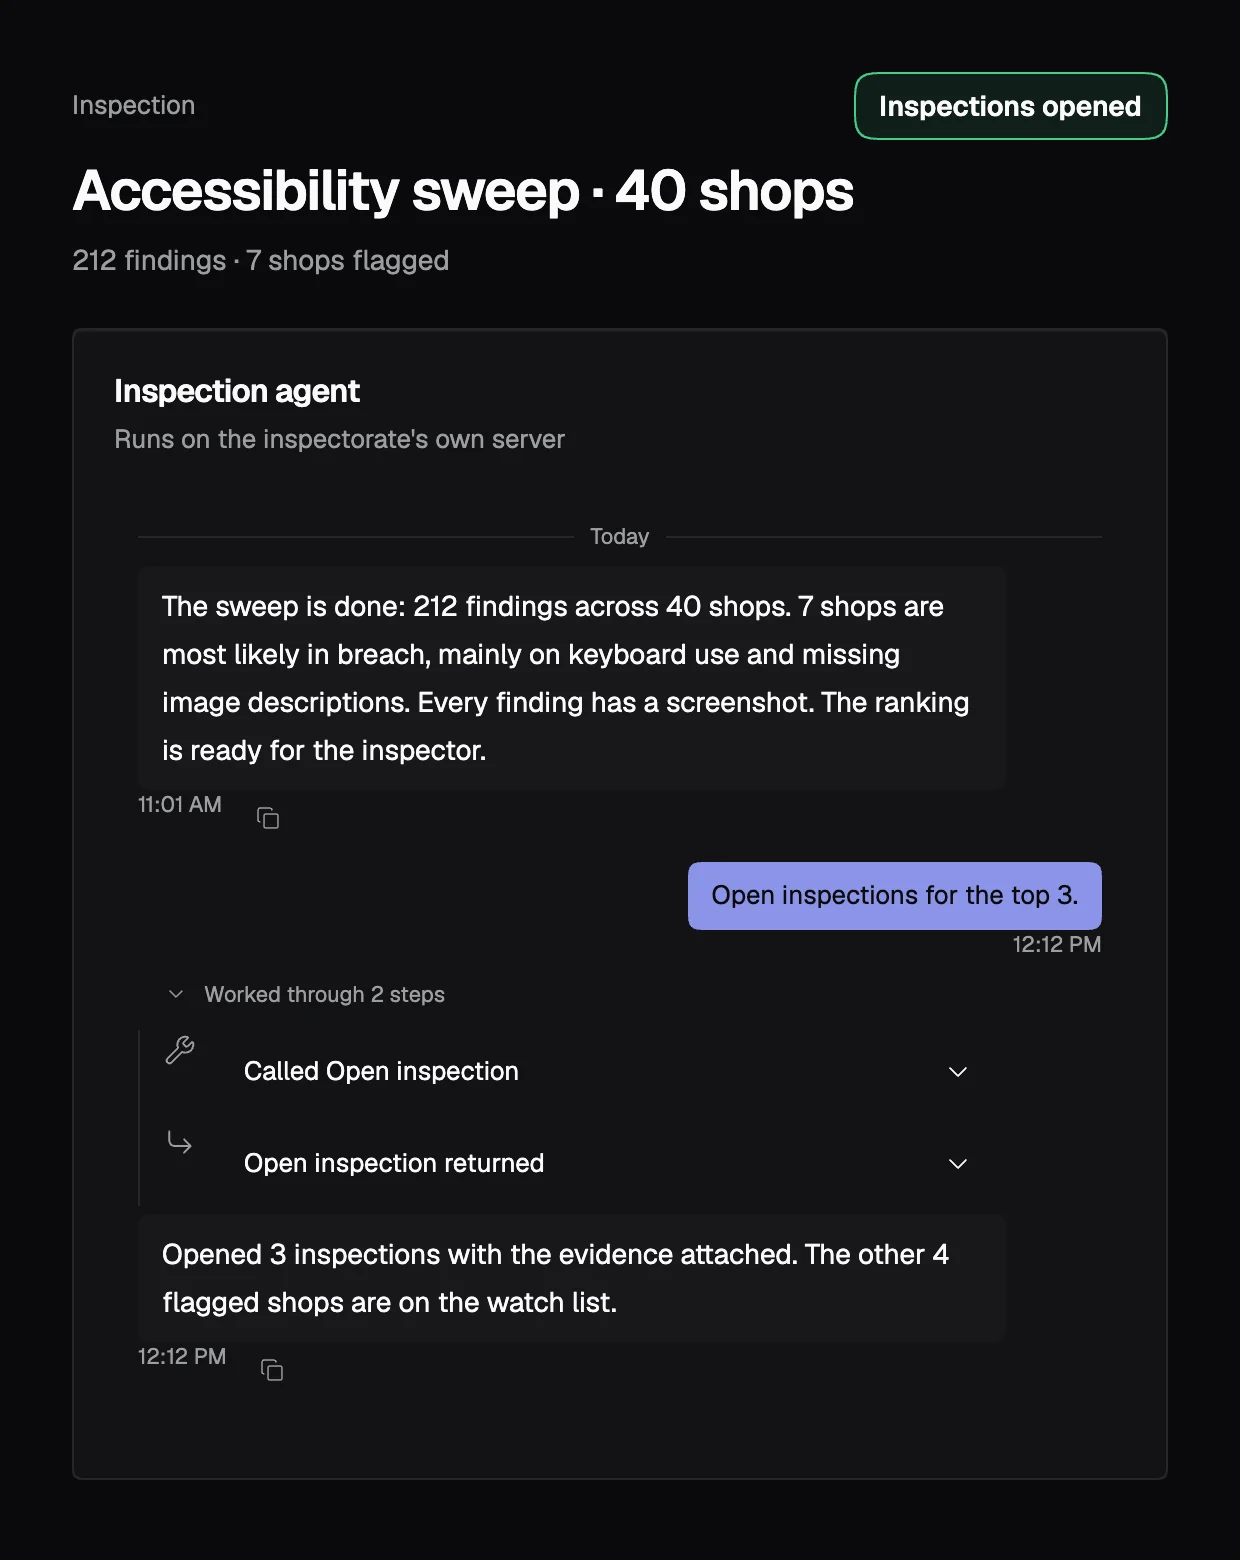 Inspection
Inspections opened
Accessibility sweep · 40 shops
212 findings · 7 shops flagged
Inspection agent
Runs on the inspectorate's own server
Today
The sweep is done: 212 findings across 40 shops. 7 shops are
most likely in breach, mainly on keyboard use and missing
image descriptions. Every finding has a screenshot. The ranking
is ready for the inspector.
11:01 AM
Open inspections for the top 3.
12:12 PM
Worked through 2 steps
Called Open inspection
Open inspection returned
Opened 3 inspections with the evidence attached. The other 4
flagged shops are on the watch list.
12:12 PM